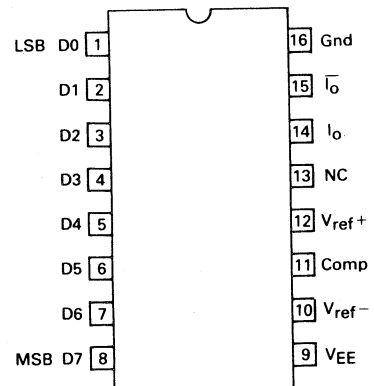 LSB D0 1 16 Gnd
D1 2 15 I̅o̅
D2 3 14 Io
D3 4 13 NC
D4 5 12 Vref+
D5 6 11 Comp
D6 7 10 Vref−
MSB D7 8 9 VEE